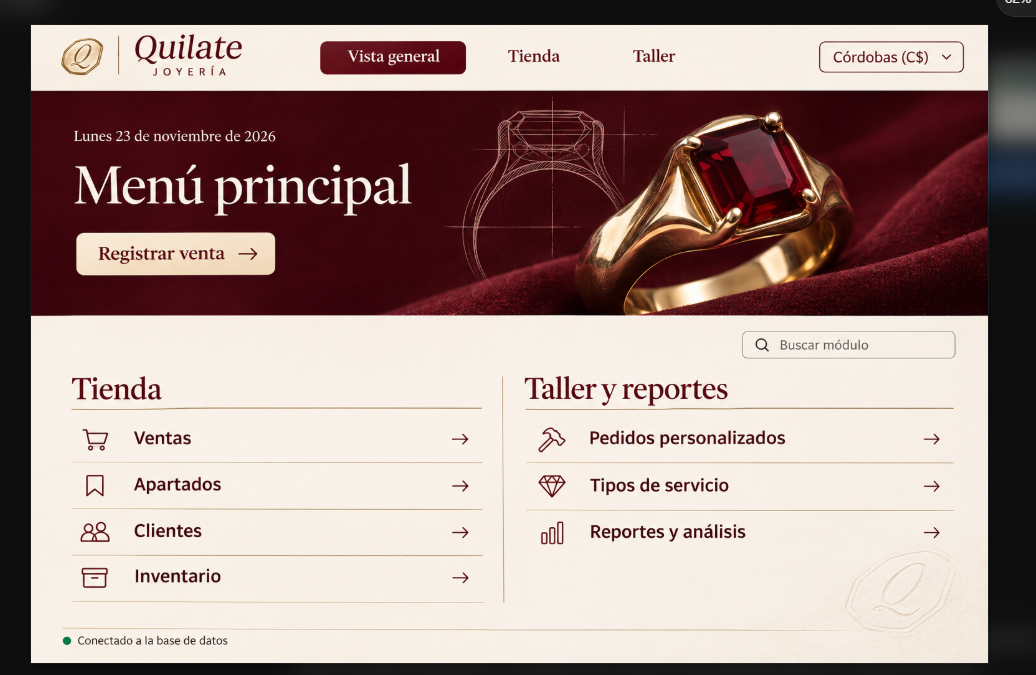 Q
Quilate
JOYERÍA
Vista general
Tienda
Taller
Córdobas (C$)
Lunes 23 de noviembre de 2026
Menú principal
Registrar venta
Buscar módulo
Tienda
Ventas
Apartados
Clientes
Inventario
Taller y reportes
Pedidos personalizados
Tipos de servicio
Reportes y análisis
Q
Conectado a la base de datos